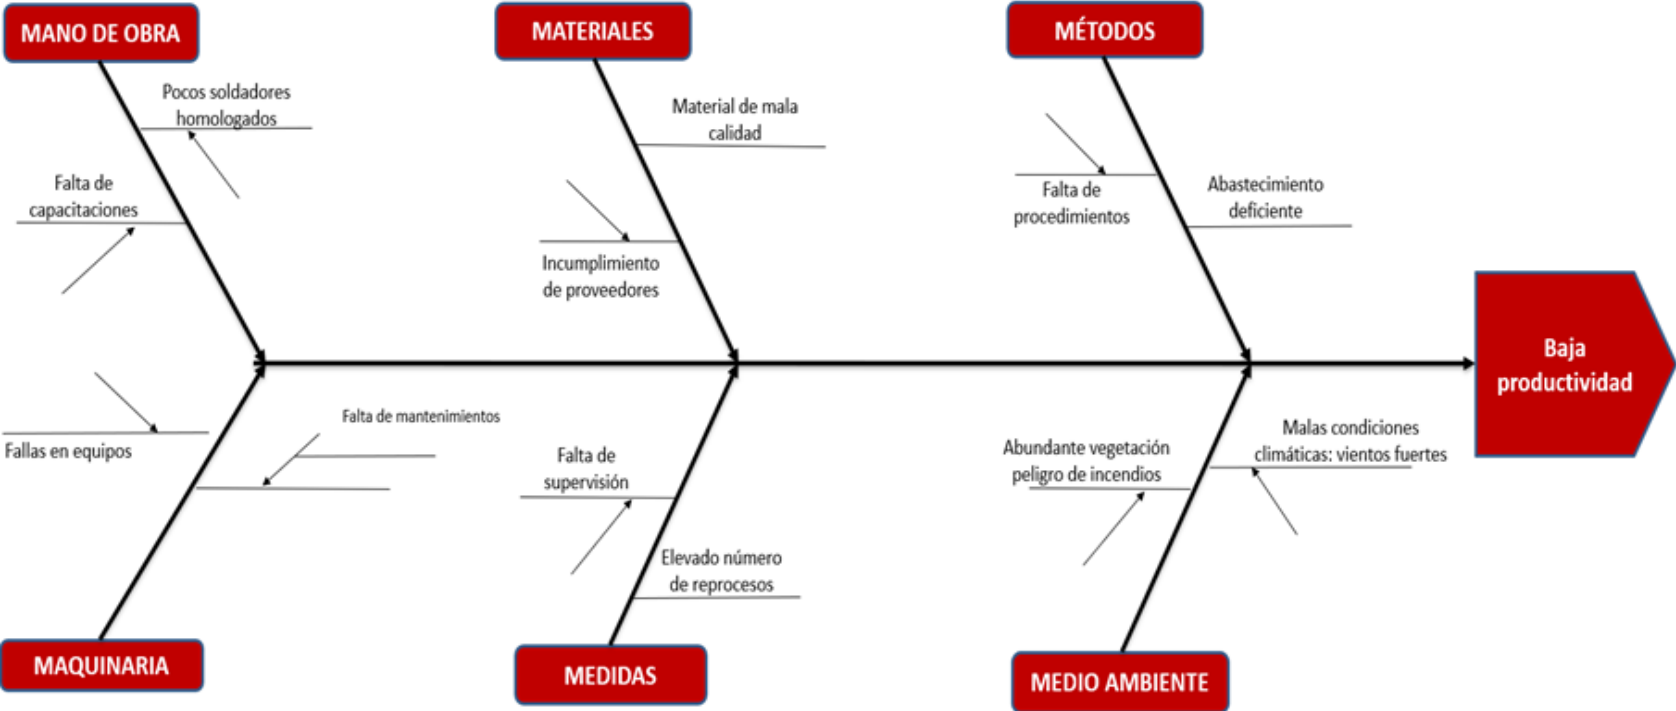 MANO DE OBRA
MATERIALES
MÉTODOS
Pocos soldadores
homologados
Falta de
capacitaciones
Material de mala
calidad
Incumplimiento
de proveedores
Falta de
procedimientos
Abastecimiento
deficiente
Baja
productividad
Fallas en equipos
Falta de mantenimientos
Falta de
supervisión
Elevado número
de reprocesos
Abundante vegetación
peligro de incendios
Malas condiciones
climáticas: vientos fuertes
MAQUINARIA
MEDIDAS
MEDIO AMBIENTE